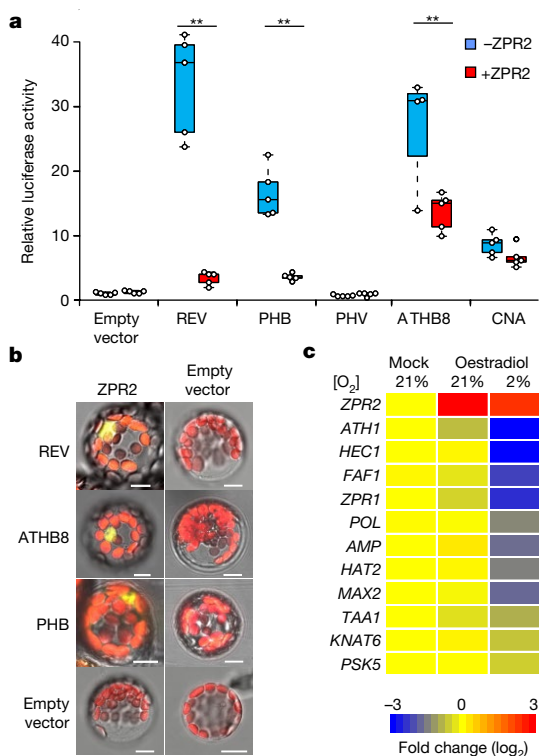 a
** ** **
–ZPR2
+ZPR2
Relative luciferase activity
40
30
20
10
0
Empty vector REV PHB PHV ATHB8 CNA
b
ZPR2 Empty vector
REV
ATHB8
PHB
Empty vector
c
Mock Oestradiol
[O2] 21% 21% 2%
ZPR2
ATH1
HEC1
FAF1
ZPR1
POL
AMP
HAT2
MAX2
TAA1
KNAT6
PSK5
–3 0 3
Fold change (log2)